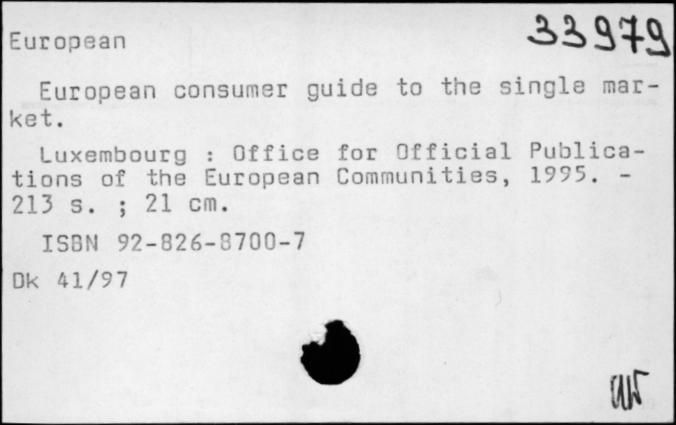 33979
European
European consumer guide to the single mar-
ket.
Luxembourg : Office for Official Publica-
tions of the European Communities, 1995. -
213 s. ; 21 cm.
ISBN 92-826-8700-7
Dk 41/97